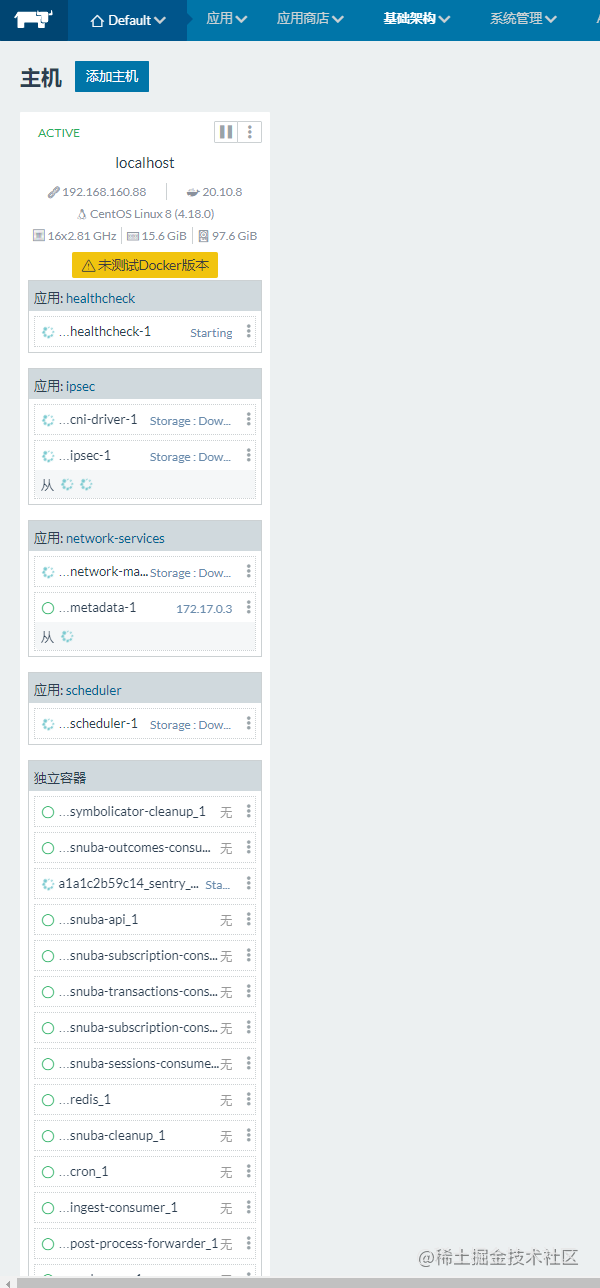 Default 应用 应用商店 基础架构 系统管理
主机 添加主机
ACTIVE
localhost
192.168.160.88 20.10.8
CentOS Linux 8 (4.18.0)
16x2.81 GHz 15.6 GiB 97.6 GiB
未测试Docker版本
应用: healthcheck
...healthcheck-1 Starting
应用: ipsec
...cni-driver-1 Storage : Dow...
...ipsec-1 Storage : Dow...
从
应用: network-services
...network-ma... Storage : Dow...
...metadata-1 172.17.0.3
从
应用: scheduler
...scheduler-1 Storage : Dow...
独立容器
...symbolicator-cleanup_1 无
...snuba-outcomes-consu... 无
a1a1c2b59c14_sentry_... Sta...
...snuba-api_1 无
...snuba-subscription-cons... 无
...snuba-transactions-cons... 无
...snuba-subscription-cons... 无
...snuba-sessions-consume... 无
...redis_1 无
...snuba-cleanup_1 无
...cron_1 无
...ingest-consumer_1 无
...post-process-forwarder_1 无
@稀土掘金技术社区